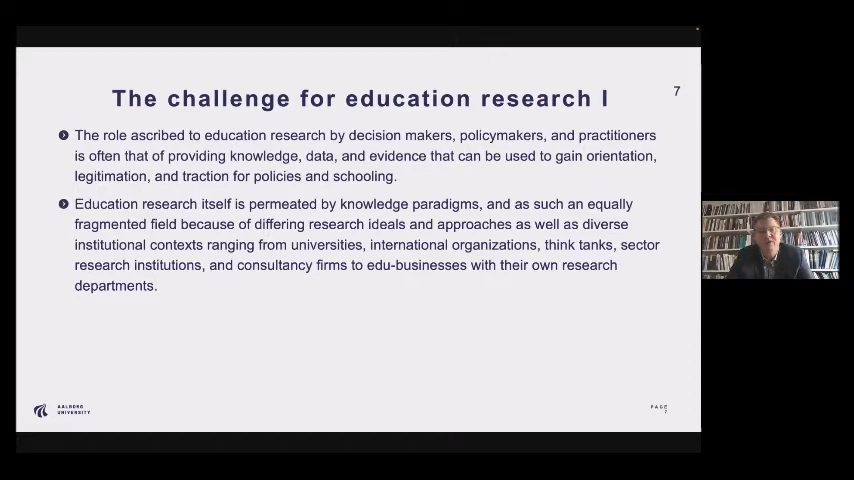 The challenge for education research I
7
The role ascribed to education research by decision makers, policymakers, and practitioners
is often that of providing knowledge, data, and evidence that can be used to gain orientation,
legitimation, and traction for policies and schooling.
Education research itself is permeated by knowledge paradigms, and as such an equally
fragmented field because of differing research ideals and approaches as well as diverse
institutional contexts ranging from universities, international organizations, think tanks, sector
research institutions, and consultancy firms to edu-businesses with their own research
departments.
AALBORG
UNIVERSITY
PAGE
7